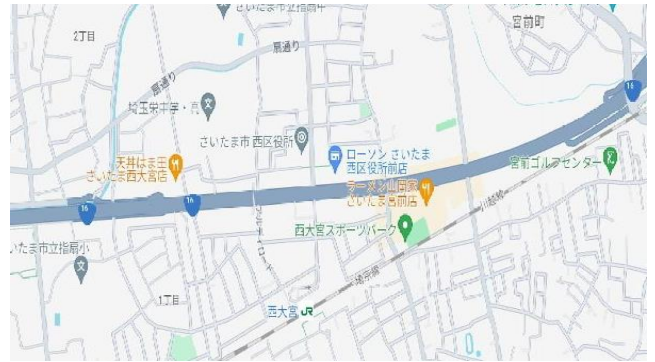 さいたま市立指扇中
宮前町
2丁目
扇通り
扇通り
16
埼玉栄中学・高
さいたま市 西区役所
ローソン さいたま
西区役所前店
宮前ゴルフセンター
天丼はま田
さいたま西大宮店
ラーメン山岡家
さいたま宮前店
川越線
16
16
西大宮スポーツパーク
いたま市立指扇小
1丁目
埼京線
西大宮 JR